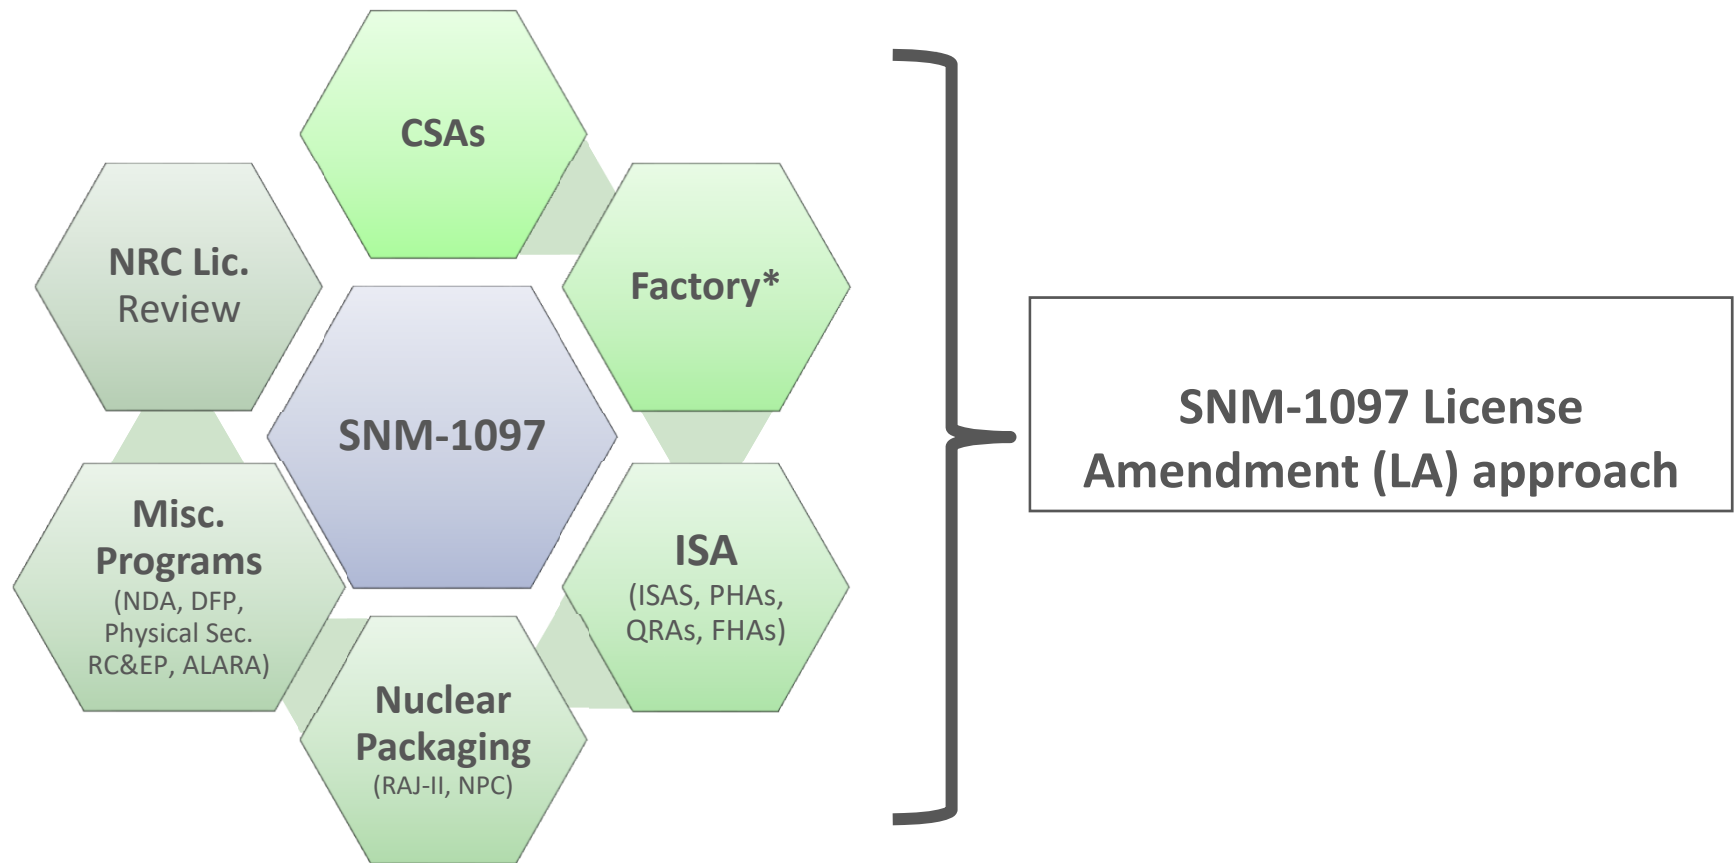 CSAs
NRC Lic.
Review
Factory*
SNM-1097
Misc.
Programs
(NDA, DFP,
Physical Sec.
RC&EP, ALARA)
ISA
(ISAS, PHAs,
QRAs, FHAs)
Nuclear
Packaging
(RAJ-II, NPC)
SNM-1097 License
Amendment (LA) approach